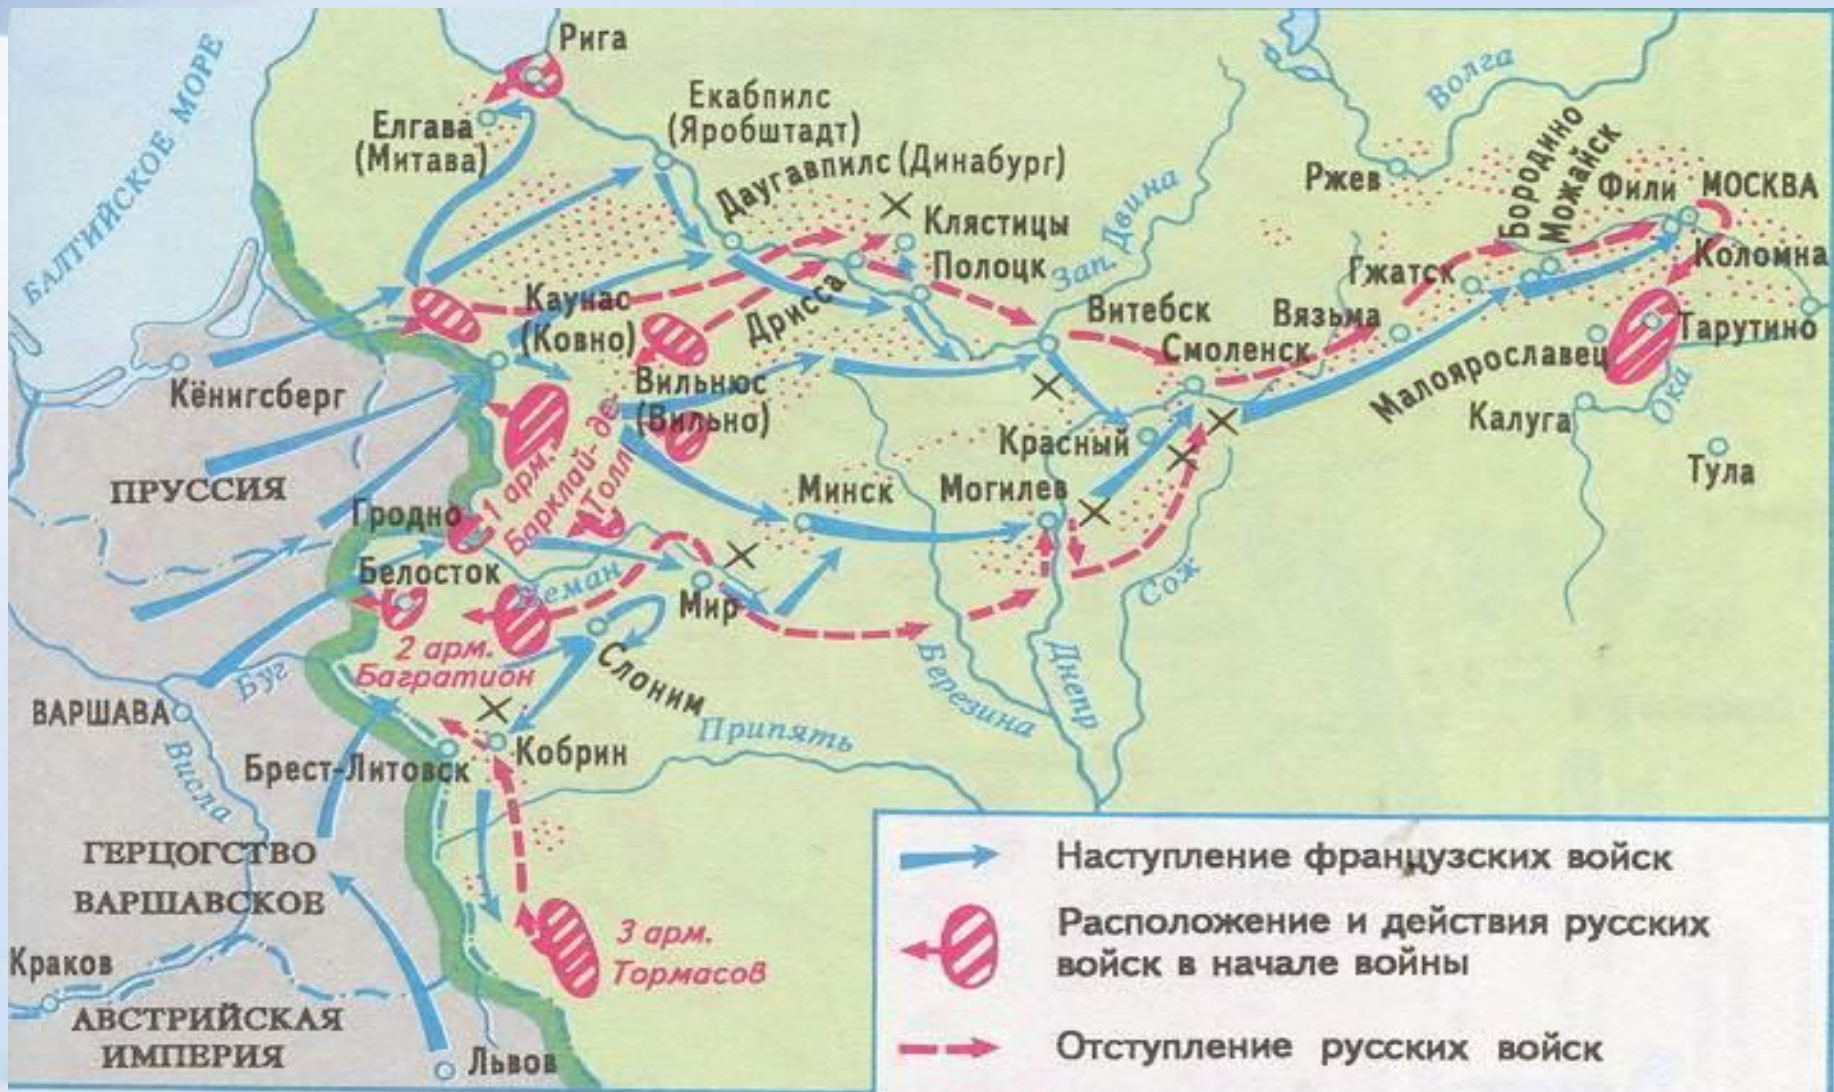 Рига
Екабпилс
(Яробштадт)
Елгава
(Митава)
БАЛТИЙСКОЕ МОРЕ
Даугавпилс (Динабург)
Клястицы
Полоцк
Зап. Двина
Волга
Ржев
Бородино
Можайск
Фили
МОСКВА
Коломна
Гжатск
Каунас
(Ковно)
Дрисса
Витебск
Вязьма
Смоленск
Тарутино
Малоярославец
Кёнигсберг
Вильнюс
(Вильно)
Красный
Калуга
Ока
Тула
ПРУССИЯ
Гродно
1 арм.
Барклай-де-
Толли
Минск
Могилев
Белосток
Неман
Мир
Сож
2 арм.
Багратион
Слоним
Березина
Днепр
Буг
ВАРШАВА
Висла
Припять
Кобрин
Брест-Литовск
ГЕРЦОГСТВО
ВАРШАВСКОЕ
3 арм.
Тормасов
Краков
АВСТРИЙСКАЯ
ИМПЕРИЯ
Львов
Наступление французских войск
Расположение и действия русских
войск в начале войны
Отступление русских войск